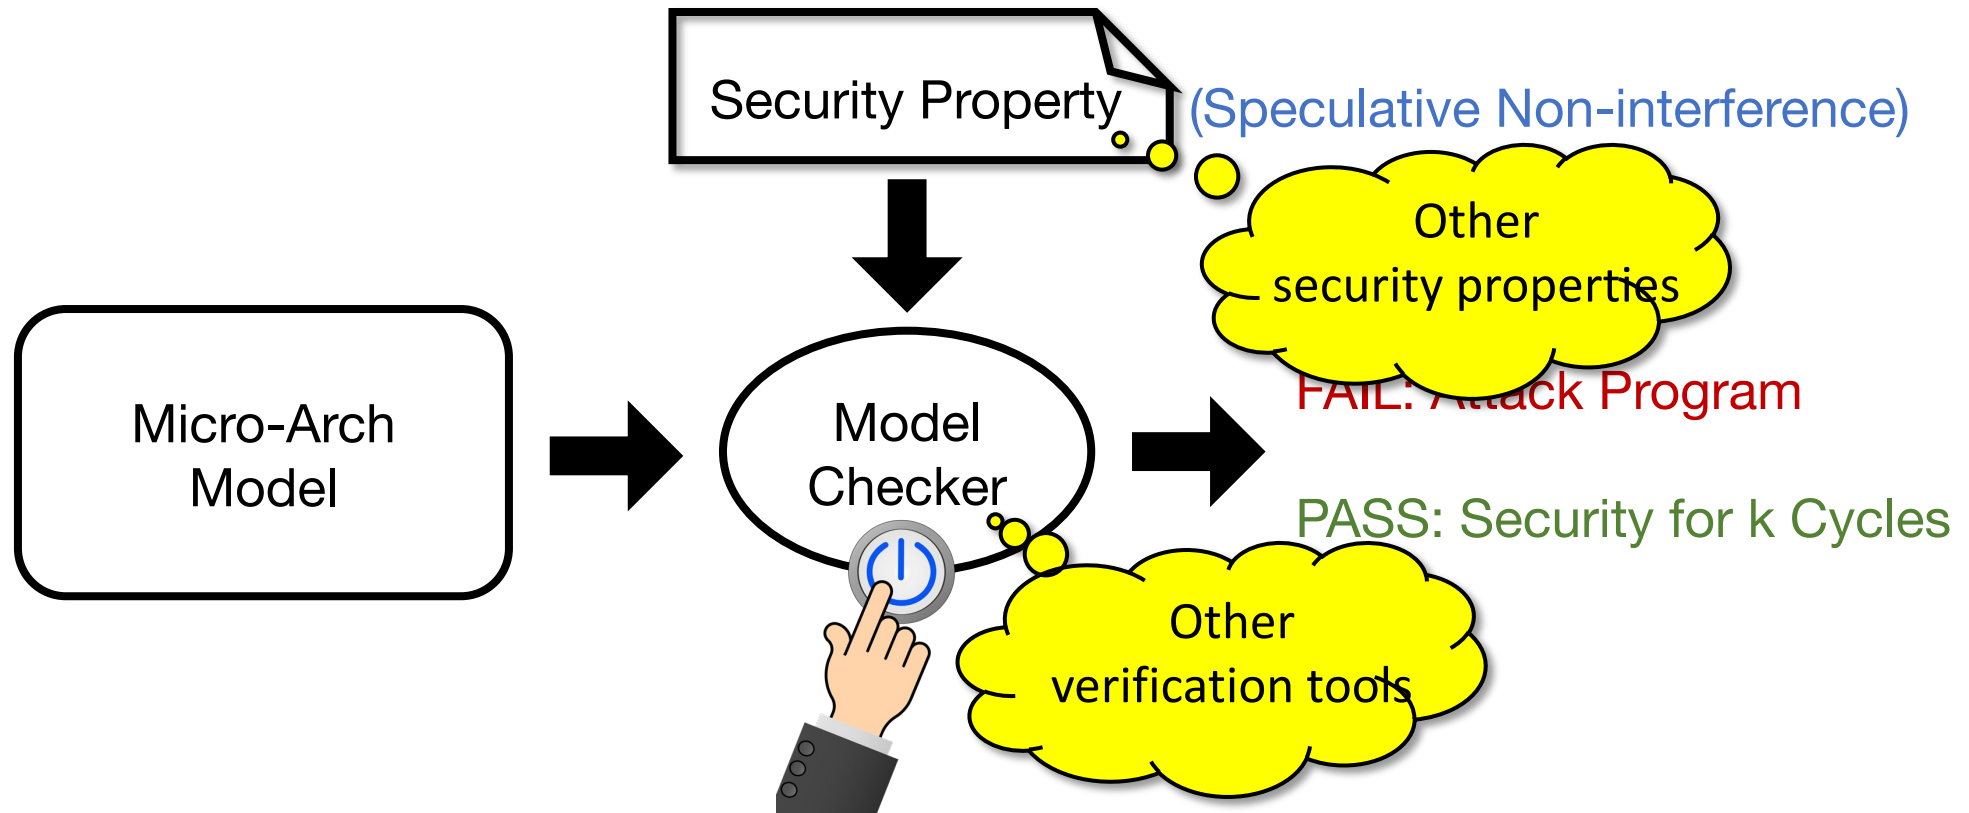 Security Property
(Speculative Non-interference)
Other
security properties
Micro-Arch
Model
Model
Checker
FAIL: Attack Program
PASS: Security for k Cycles
Other
verification tools